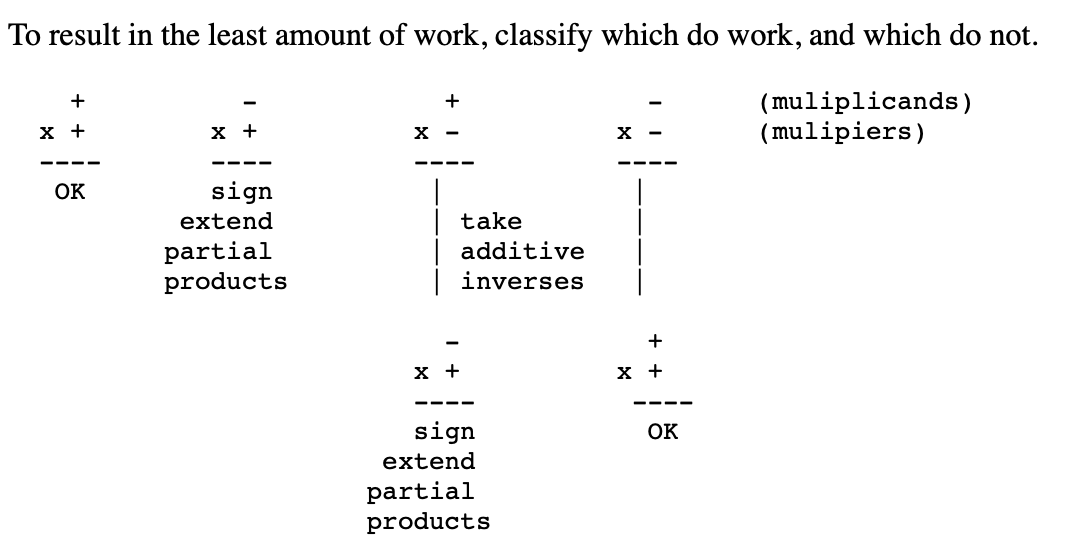 To result in the least amount of work, classify which do work, and which do not.
+ - + - (muliplicands)
x + x + x - x - (mulipiers)
---- ---- ---- ----
OK sign | |
extend | take |
partial | additive |
products | inverses |
- +
x + x +
---- ----
sign OK
extend
partial
products